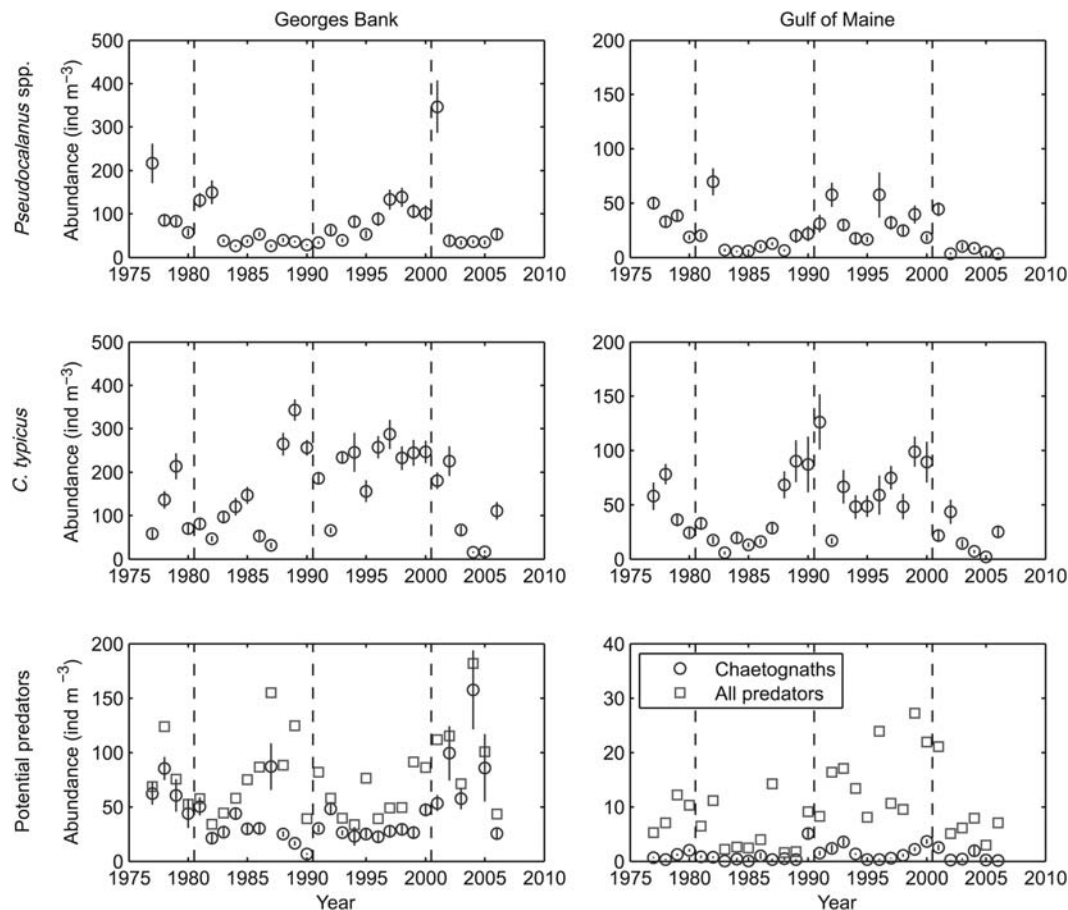 Georges Bank
Gulf of Maine
Pseudocalanus spp.
Abundance (ind m−3)
500
400
300
200
100
0
1975 1980 1985 1990 1995 2000 2005 2010
200
150
100
50
0
1975 1980 1985 1990 1995 2000 2005 2010
C. typicus
Abundance (ind m−3)
500
400
300
200
100
0
1975 1980 1985 1990 1995 2000 2005 2010
200
150
100
50
0
1975 1980 1985 1990 1995 2000 2005 2010
Potential predators
Abundance (ind m−3)
200
150
100
50
0
1975 1980 1985 1990 1995 2000 2005 2010
Year
40
30
20
10
0
Chaetognaths
All predators
1975 1980 1985 1990 1995 2000 2005 2010
Year